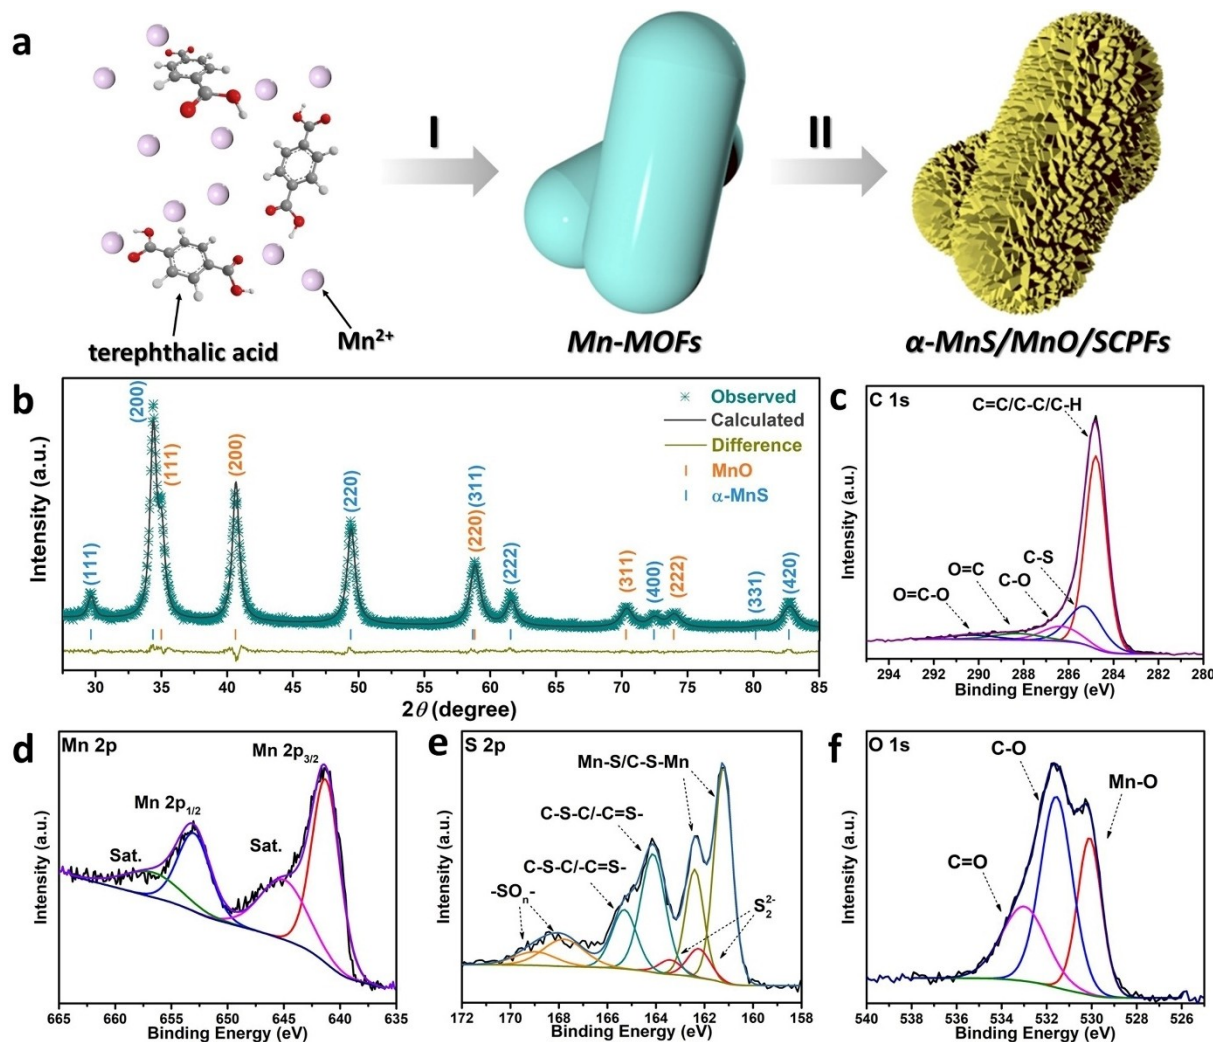 a
I
II
terephthalic acid
Mn²⁺
Mn-MOFs
α-MnS/MnO/SCPFs
b
Intensity (a.u.)
(111)
(200)
(111)
(200)
(220)
(220)
(311)
(222)
(311)
(400)
(222)
(331)
(420)
Observed
Calculated
Difference
MnO
α-MnS
30 35 40 45 50 55 60 65 70 75 80 85
2θ (degree)
c
C 1s
C=C/C-C/C-H
C-S
C-O
O=C
O=C-O
Intensity (a.u.)
294 292 290 288 286 284 282 280
Binding Energy (eV)
d
Mn 2p
Mn 2p₃/₂
Mn 2p₁/₂
Sat.
Sat.
Intensity (a.u.)
665 660 655 650 645 640 635
Binding Energy (eV)
e
S 2p
Mn-S/C-S-Mn
C-S-C/-C=S-
C-S-C/-C=S-
-SOₙ-
S₂²⁻
Intensity (a.u.)
172 170 168 166 164 162 160 158
Binding Energy (eV)
f
O 1s
C-O
Mn-O
C=O
Intensity (a.u.)
540 538 536 534 532 530 528 526
Binding Energy (eV)